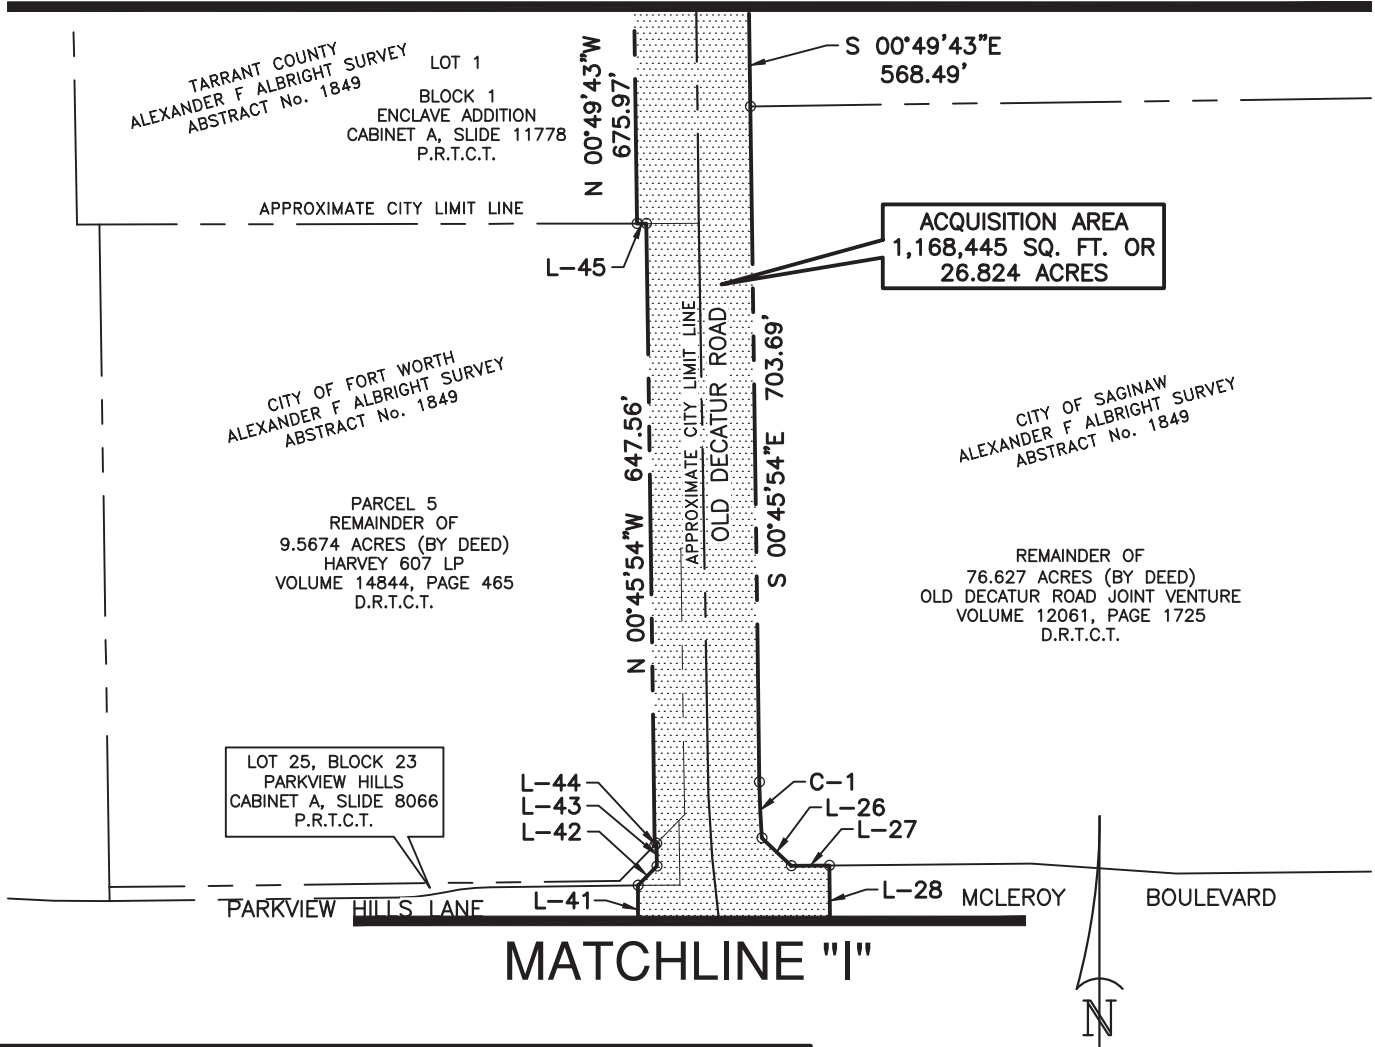 TARRANT COUNTY
ALEXANDER F ALBRIGHT SURVEY
ABSTRACT No. 1849
LOT 1
BLOCK 1
ENCLAVE ADDITION
CABINET A, SLIDE 11778
P.R.T.C.T.
N 00°49'43"W
675.97'
S 00°49'43"E
568.49'
APPROXIMATE CITY LIMIT LINE
L-45
ACQUISITION AREA
1,168,445 SQ. FT. OR
26.824 ACRES
CITY OF FORT WORTH
ALEXANDER F ALBRIGHT SURVEY
ABSTRACT No. 1849
N 00°45'54"W 647.56'
APPROXIMATE CITY LIMIT LINE
OLD DECATUR ROAD
S 00°45'54"E 703.69'
CITY OF SAGINAW
ALEXANDER F ALBRIGHT SURVEY
ABSTRACT No. 1849
PARCEL 5
REMAINDER OF
9.5674 ACRES (BY DEED)
HARVEY 607 LP
VOLUME 14844, PAGE 465
D.R.T.C.T.
REMAINDER OF
76.627 ACRES (BY DEED)
OLD DECATUR ROAD JOINT VENTURE
VOLUME 12061, PAGE 1725
D.R.T.C.T.
LOT 25, BLOCK 23
PARKVIEW HILLS
CABINET A, SLIDE 8066
P.R.T.C.T.
L-44
L-43
L-42
L-41
C-1
L-26
L-27
L-28
PARKVIEW HILLS LANE
MCLEROY BOULEVARD
MATCHLINE "I"
N